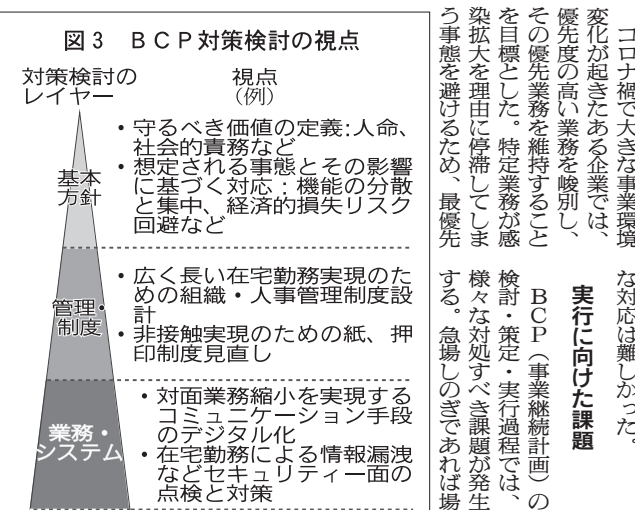 図3　BCP対策検討の視点
対策検討の
レイヤー
視点
（例）
基本
方針
・守るべき価値の定義：人命、
社会的責務など
・想定される事態とその影響
に基づく対応：機能の分散
と集中、経済的損失リスク
回避など
管理・
制度
・広く長い在宅勤務実現のた
めの組織・人事管理制度設
計
・非接触実現のための紙、押
印制度見直し
業務・
システム
・対面業務縮小を実現する
コミュニケーション手段
のデジタル化
・在宅勤務による情報漏洩
などセキュリティー面の
点検と対策
コロナ禍で大きな事業環境
変化が起きたある企業では、
優先度の高い業務を峻別し、
その優先業務を維持すること
を目標とした。特定業務が感
染拡大を理由に停滞してしま
う事態を避けるため、最優先
な対応は難しかった。
実行に向けた課題
BCP（事業継続計画）の
検討・策定・実行過程では、
様々な対処すべき課題が発生
する。急場しのぎであれば場